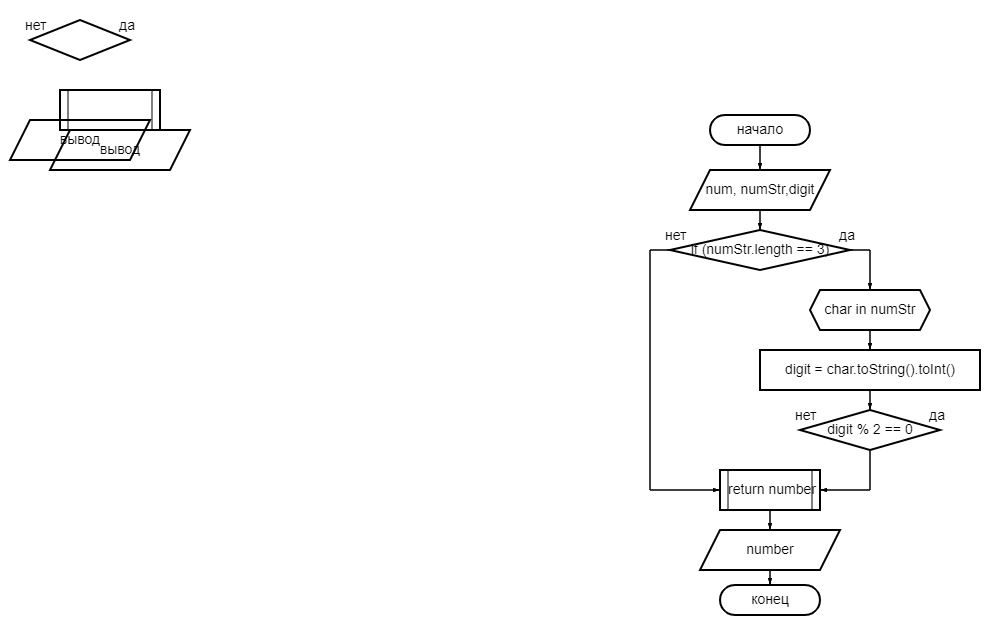 нет
да
вывод
вывод
начало
num, numStr,digit
нет
да
if (numStr.length == 3)
char in numStr
digit = char.toString().toInt()
нет
да
digit % 2 == 0
return number
number
конец